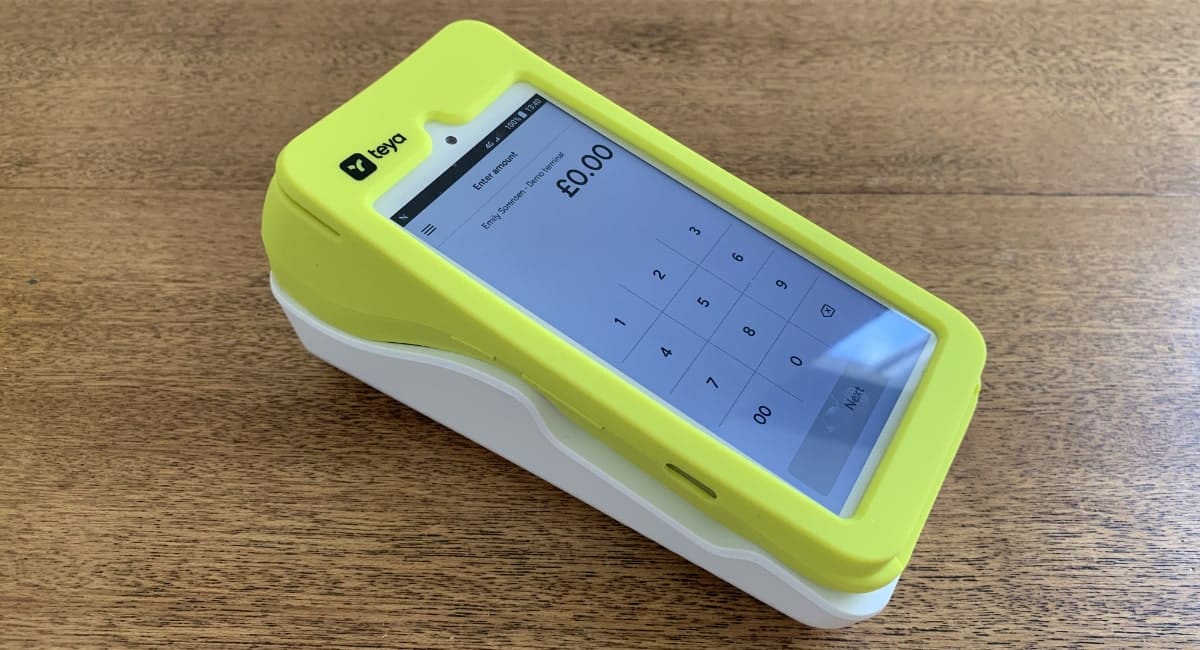 teya
4G 100% 13:40
Enter amount
Emily Sorensen - Demo terminal
£0.00
1 2 3
4 5 6
7 8 9
00 0
Next